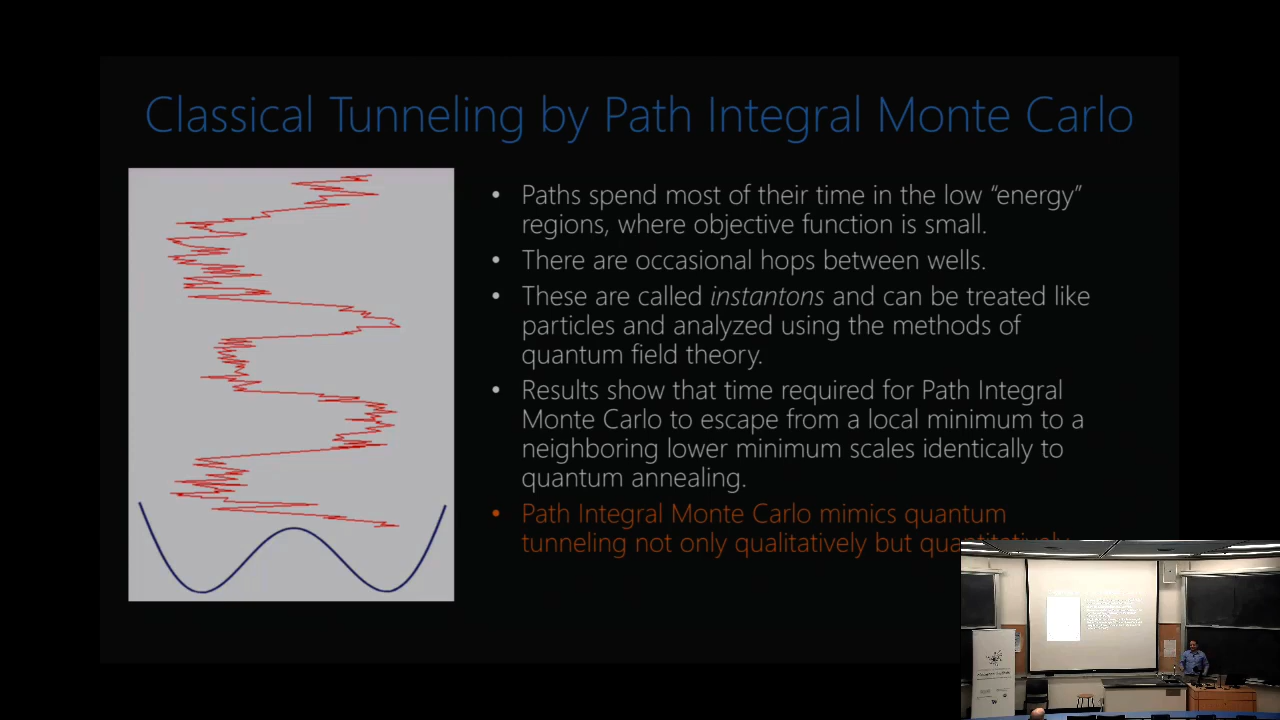 Classical Tunneling by Path Integral Monte Carlo
• Paths spend most of their time in the low “energy”
regions, where objective function is small.
• There are occasional hops between wells.
• These are called instantons and can be treated like
particles and analyzed using the methods of
quantum field theory.
• Results show that time required for Path Integral
Monte Carlo to escape from a local minimum to a
neighboring lower minimum scales identically to
quantum annealing.
• Path Integral Monte Carlo mimics quantum
tunneling not only qualitatively but quantitatively